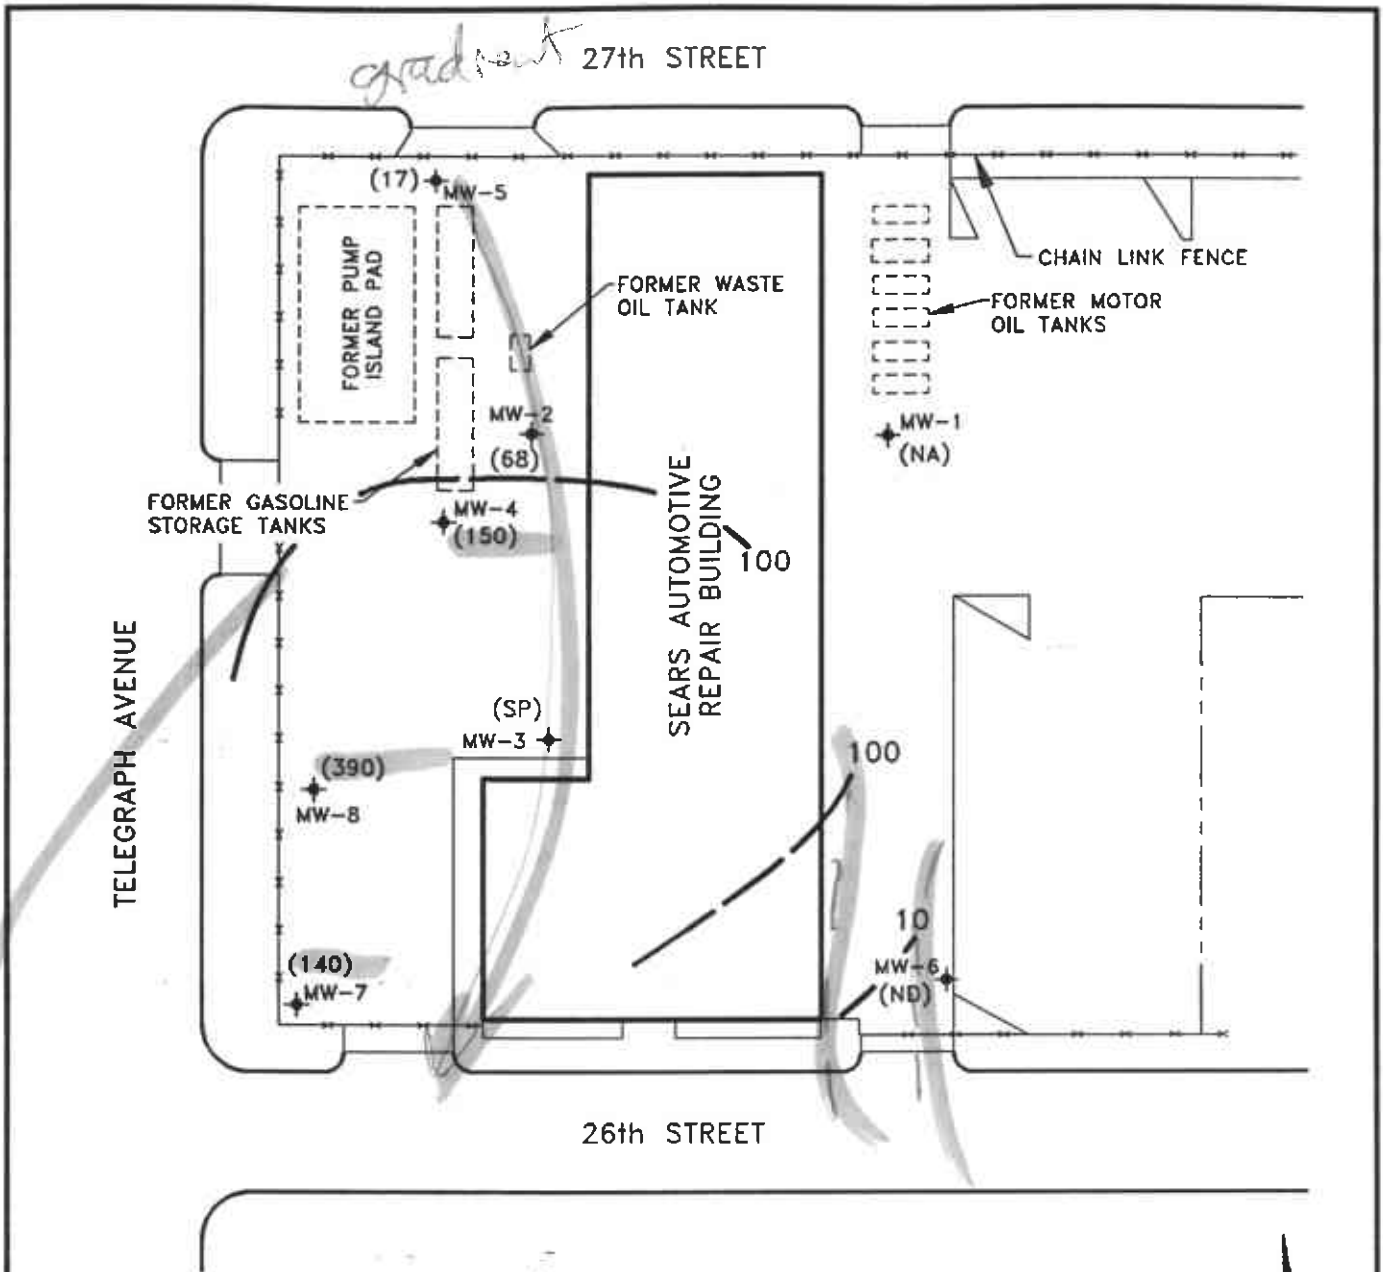 gradient
27th STREET
(17)
MW-5
FORMER PUMP
ISLAND PAD
CHAIN LINK FENCE
FORMER WASTE
OIL TANK
FORMER MOTOR
OIL TANKS
MW-2
(68)
MW-1
(NA)
FORMER GASOLINE
STORAGE TANKS
MW-4
(150)
SEARS AUTOMOTIVE
REPAIR BUILDING
100
TELEGRAPH AVENUE
(SP)
MW-3
(390)
MW-8
100
10
(140)
MW-7
MW-6
(ND)
26th STREET